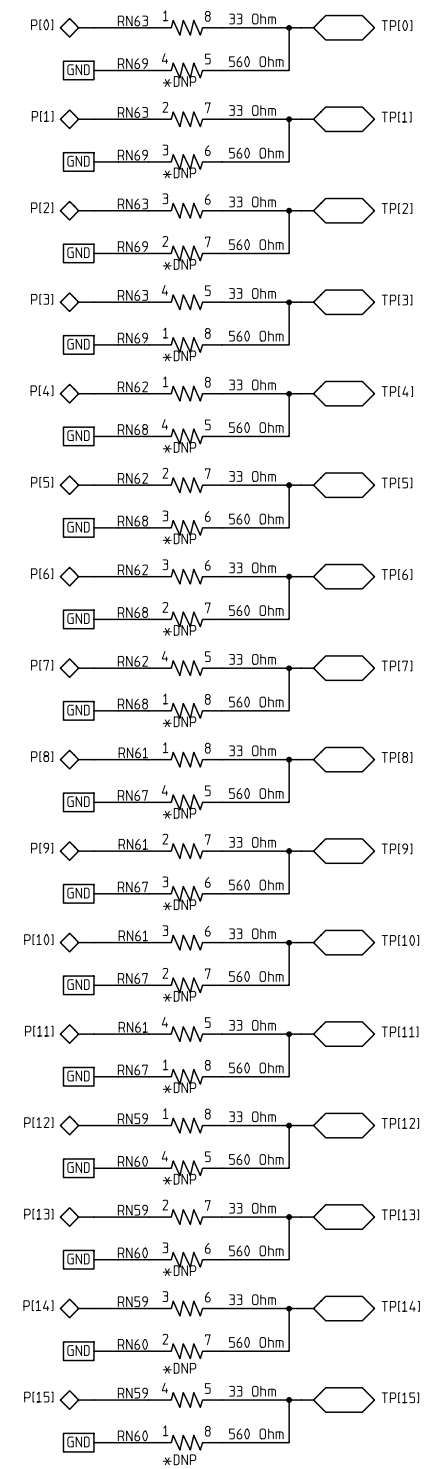 P[0] RN63 1 8 33 Ohm TP[0]
GND RN69 4 5 560 Ohm
*DNP
P[1] RN63 2 7 33 Ohm TP[1]
GND RN69 3 6 560 Ohm
*DNP
P[2] RN63 3 6 33 Ohm TP[2]
GND RN69 2 7 560 Ohm
*DNP
P[3] RN63 4 5 33 Ohm TP[3]
GND RN69 1 8 560 Ohm
*DNP
P[4] RN62 1 8 33 Ohm TP[4]
GND RN68 4 5 560 Ohm
*DNP
P[5] RN62 2 7 33 Ohm TP[5]
GND RN68 3 6 560 Ohm
*DNP
P[6] RN62 3 6 33 Ohm TP[6]
GND RN68 2 7 560 Ohm
*DNP
P[7] RN62 4 5 33 Ohm TP[7]
GND RN68 1 8 560 Ohm
*DNP
P[8] RN61 1 8 33 Ohm TP[8]
GND RN67 4 5 560 Ohm
*DNP
P[9] RN61 2 7 33 Ohm TP[9]
GND RN67 3 6 560 Ohm
*DNP
P[10] RN61 3 6 33 Ohm TP[10]
GND RN67 2 7 560 Ohm
*DNP
P[11] RN61 4 5 33 Ohm TP[11]
GND RN67 1 8 560 Ohm
*DNP
P[12] RN59 1 8 33 Ohm TP[12]
GND RN60 4 5 560 Ohm
*DNP
P[13] RN59 2 7 33 Ohm TP[13]
GND RN60 3 6 560 Ohm
*DNP
P[14] RN59 3 6 33 Ohm TP[14]
GND RN60 2 7 560 Ohm
*DNP
P[15] RN59 4 5 33 Ohm TP[15]
GND RN60 1 8 560 Ohm
*DNP